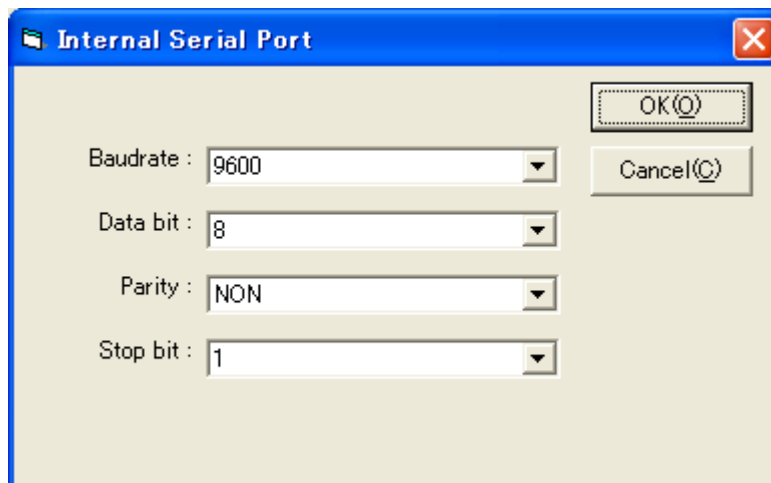 Internal Serial Port
OK(O)
Baudrate : 9600
Cancel(C)
Data bit : 8
Parity : NON
Stop bit : 1